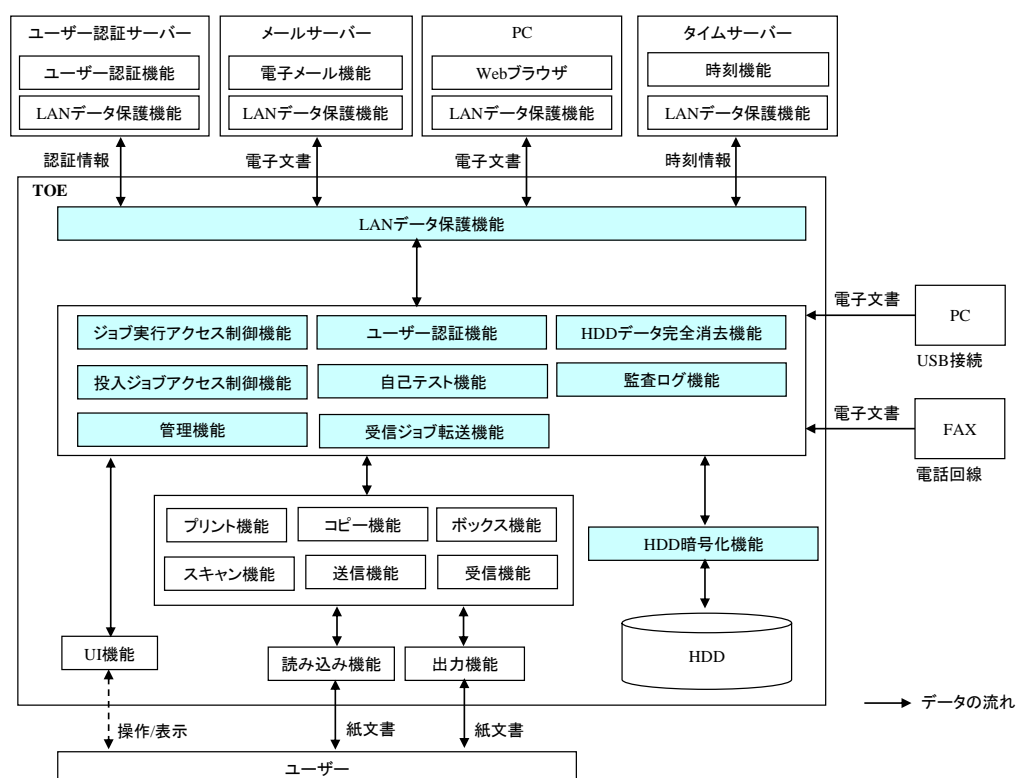 ユーザー認証サーバー
ユーザー認証機能
LANデータ保護機能
メールサーバー
電子メール機能
LANデータ保護機能
PC
Webブラウザ
LANデータ保護機能
タイムサーバー
時刻機能
LANデータ保護機能
認証情報
電子文書
電子文書
時刻情報
TOE
LANデータ保護機能
ジョブ実行アクセス制御機能
ユーザー認証機能
HDDデータ完全消去機能
投入ジョブアクセス制御機能
自己テスト機能
監査ログ機能
管理機能
受信ジョブ転送機能
電子文書
PC
USB接続
電子文書
FAX
電話回線
プリント機能
コピー機能
ボックス機能
スキャン機能
送信機能
受信機能
HDD暗号化機能
HDD
UI機能
読み込み機能
出力機能
データの流れ
操作/表示
紙文書
紙文書
ユーザー